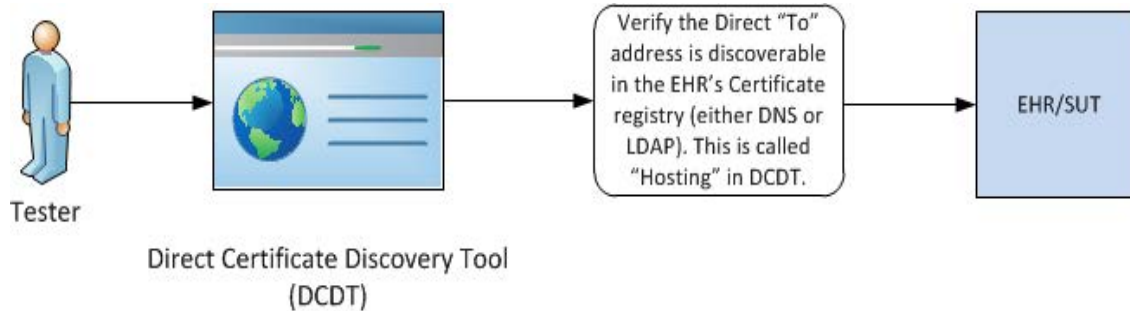 Verify the Direct “To”
address is discoverable
in the EHR’s Certificate
registry (either DNS or
LDAP). This is called
“Hosting” in DCDT.
EHR/SUT
Tester
Direct Certificate Discovery Tool
(DCDT)